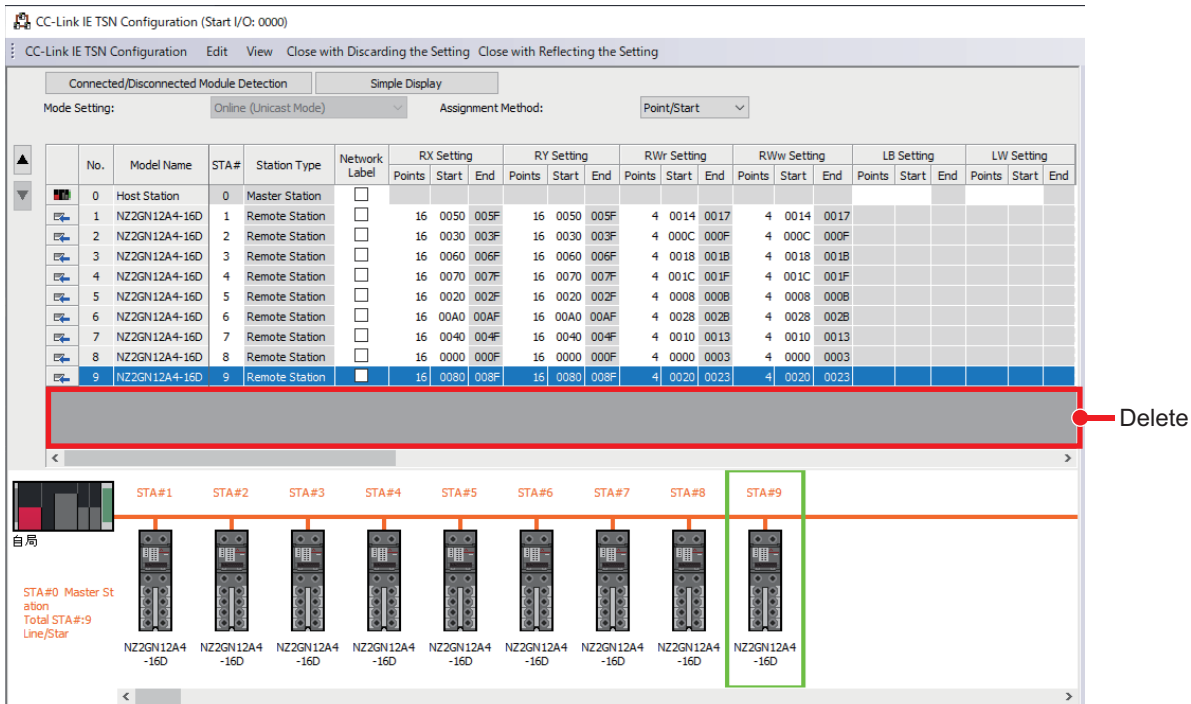 CC-Link IE TSN Configuration (Start I/O: 0000)
CC-Link IE TSN Configuration Edit View Close with Discarding the Setting Close with Reflecting the Setting
Connected/Disconnected Module Detection Simple Display
Mode Setting: Online (Unicast Mode) Assignment Method: Point/Start
No. Model Name STA# Station Type Network Label RX Setting RY Setting RWr Setting RWw Setting LB Setting LW Setting
Points Start End Points Start End Points Start End Points Start End Points Start End Points Start End
0 Host Station 0 Master Station
1 NZ2GN12A4-16D 1 Remote Station 16 0050 005F 16 0050 005F 4 0014 0017 4 0014 0017
2 NZ2GN12A4-16D 2 Remote Station 16 0030 003F 16 0030 003F 4 000C 000F 4 000C 000F
3 NZ2GN12A4-16D 3 Remote Station 16 0060 006F 16 0060 006F 4 0018 001B 4 0018 001B
4 NZ2GN12A4-16D 4 Remote Station 16 0070 007F 16 0070 007F 4 001C 001F 4 001C 001F
5 NZ2GN12A4-16D 5 Remote Station 16 0020 002F 16 0020 002F 4 0008 000B 4 0008 000B
6 NZ2GN12A4-16D 6 Remote Station 16 00A0 00AF 16 00A0 00AF 4 0028 002B 4 0028 002B
7 NZ2GN12A4-16D 7 Remote Station 16 0040 004F 16 0040 004F 4 0010 0013 4 0010 0013
8 NZ2GN12A4-16D 8 Remote Station 16 0000 000F 16 0000 000F 4 0000 0003 4 0000 0003
9 NZ2GN12A4-16D 9 Remote Station 16 0080 008F 16 0080 008F 4 0020 0023 4 0020 0023
Delete
STA#1 STA#2 STA#3 STA#4 STA#5 STA#6 STA#7 STA#8 STA#9
自局
STA#0 Master St
ation
Total STA#:9
Line/Star
NZ2GN12A4 NZ2GN12A4 NZ2GN12A4 NZ2GN12A4 NZ2GN12A4 NZ2GN12A4 NZ2GN12A4 NZ2GN12A4 NZ2GN12A4
-16D -16D -16D -16D -16D -16D -16D -16D -16D